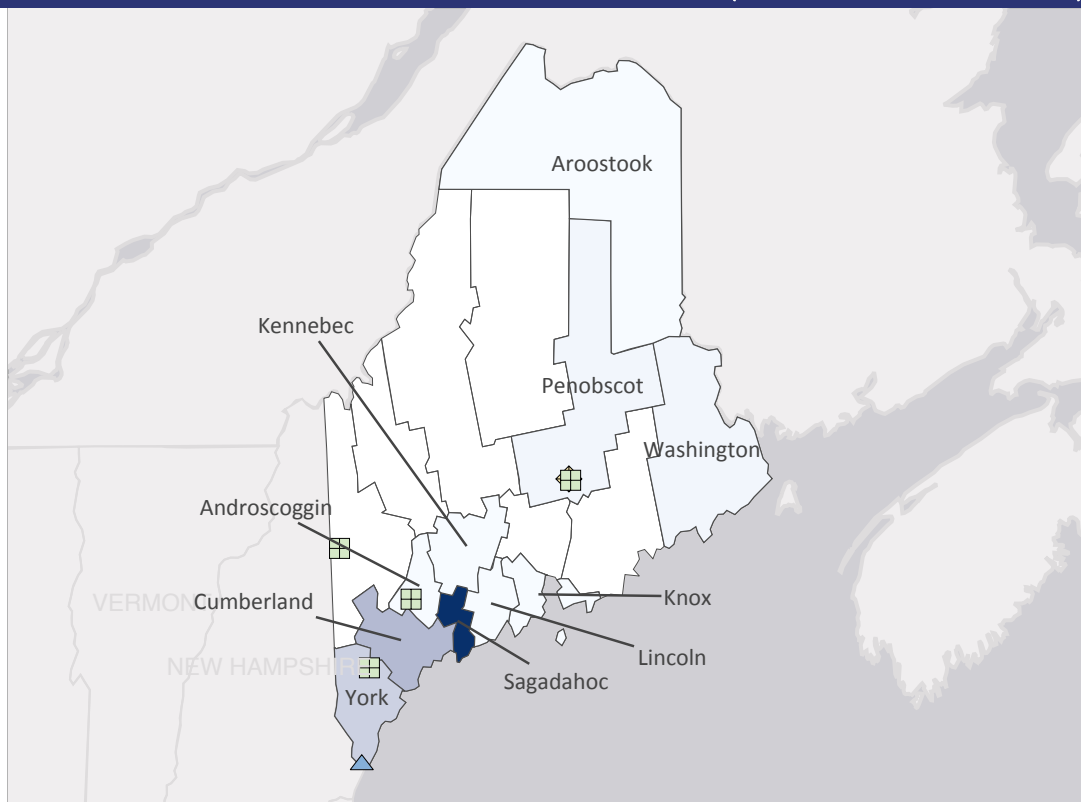 Aroostook
Kennebec
Penobscot
Washington
Androscoggin
Cumberland
VERMONT
Knox
Lincoln
NEW HAMPSHIRE
Sagadahoc
York